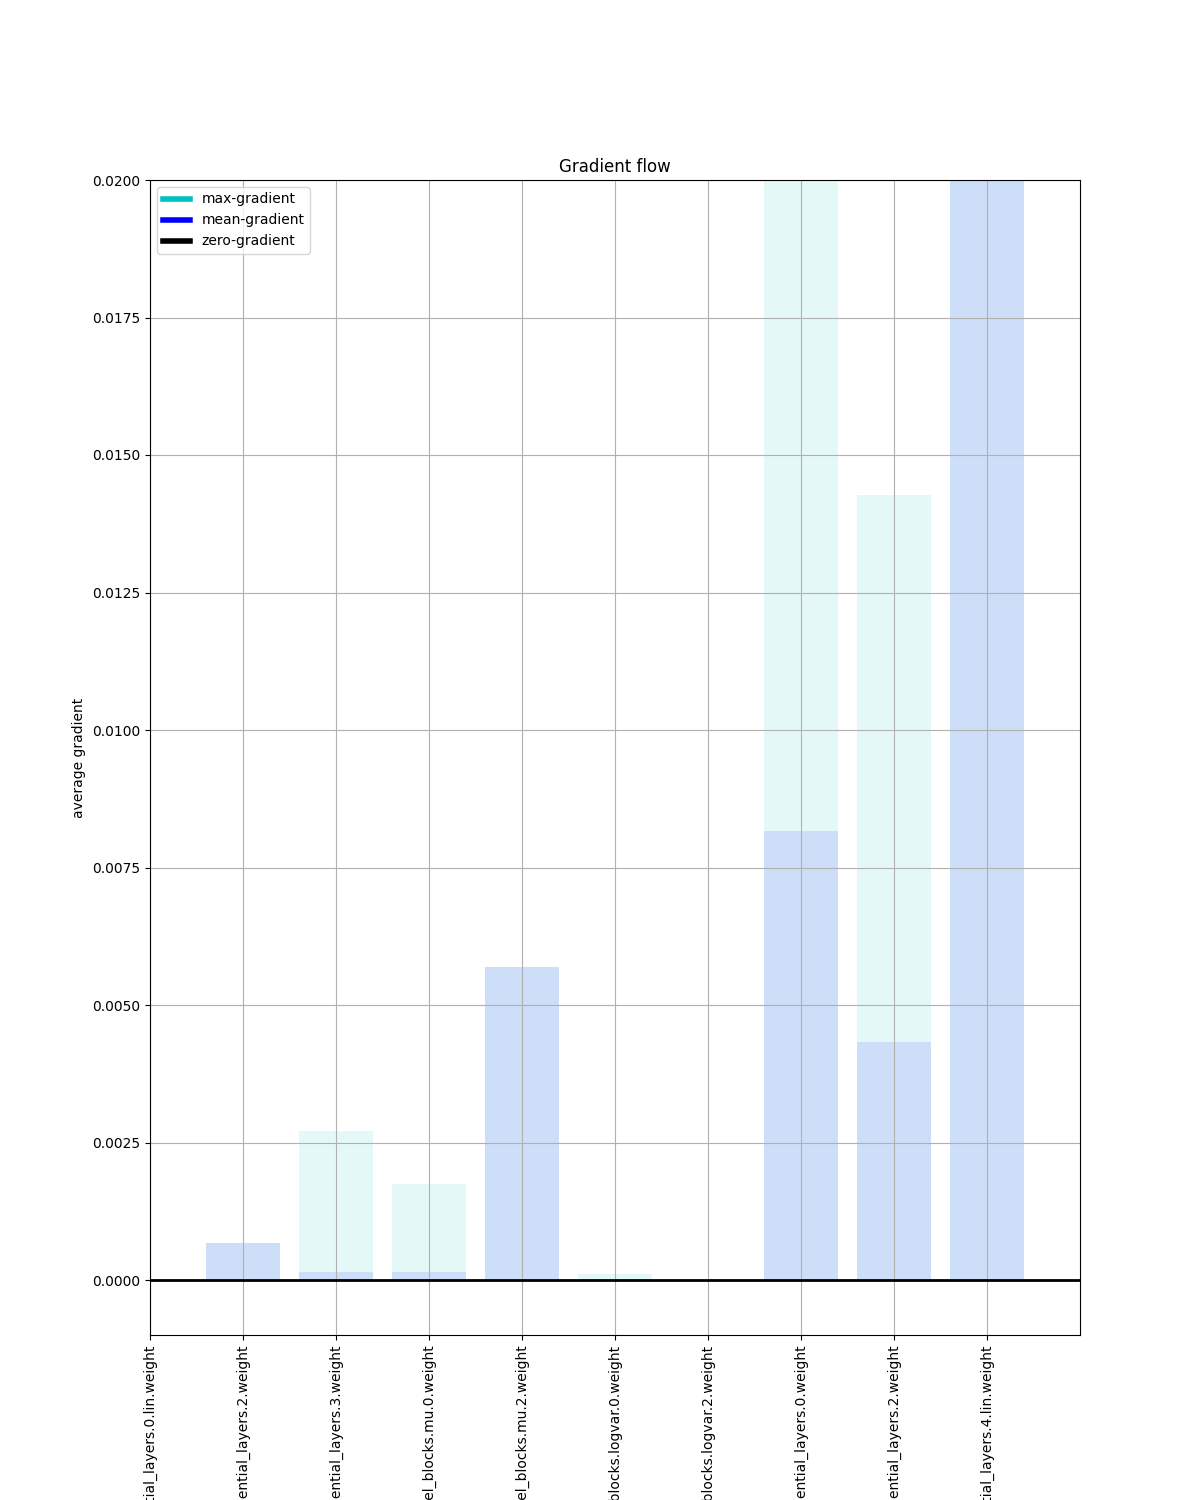 Gradient flow
max-gradient
mean-gradient
zero-gradient
0.0200
0.0175
0.0150
0.0125
0.0100
0.0075
0.0050
0.0025
0.0000
average gradient
tial_layers.0.lin.weight
ential_layers.2.weight
ential_layers.3.weight
el_blocks.mu.0.weight
el_blocks.mu.2.weight
blocks.logvar.0.weight
blocks.logvar.2.weight
ential_layers.0.weight
ential_layers.2.weight
tial_layers.4.lin.weight